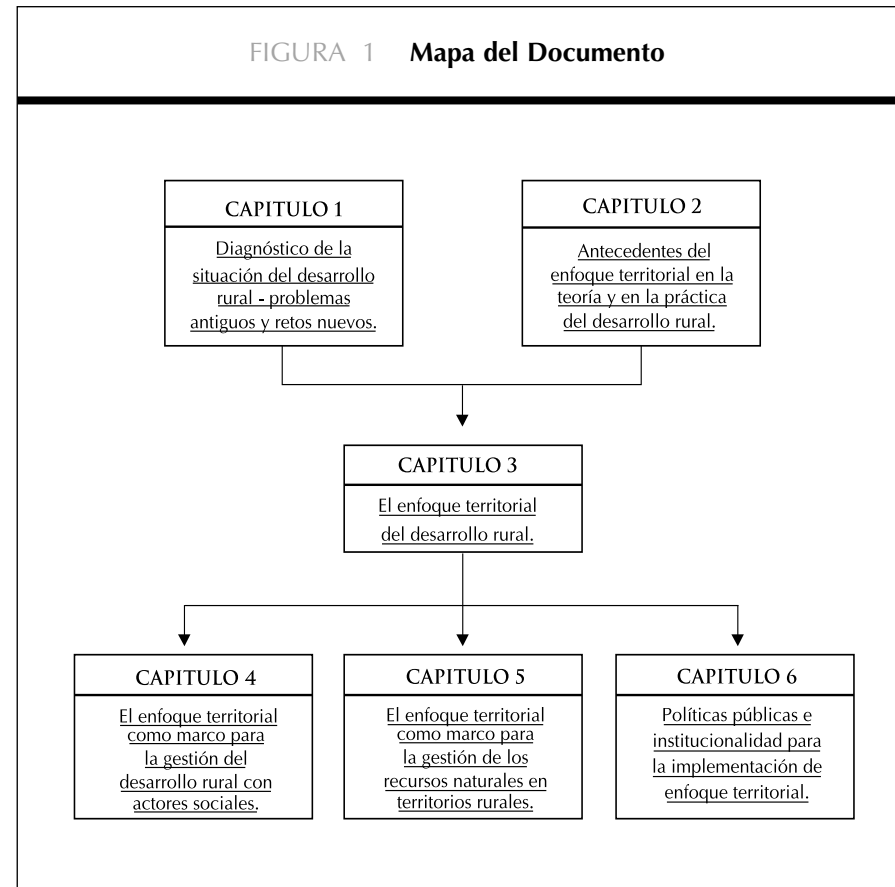 FIGURA 1 Mapa del Documento
CAPITULO 1
Diagnóstico de la
situación del desarrollo
rural - problemas
antiguos y retos nuevos.
CAPITULO 2
Antecedentes del
enfoque territorial en la
teoría y en la práctica
del desarrollo rural.
CAPITULO 3
El enfoque territorial
del desarrollo rural.
CAPITULO 4
El enfoque territorial
como marco para
la gestión del
desarrollo rural con
actores sociales.
CAPITULO 5
El enfoque territorial
como marco para
la gestión de los
recursos naturales en
territorios rurales.
CAPITULO 6
Políticas públicas e
institucionalidad para
la implementación de
enfoque territorial.